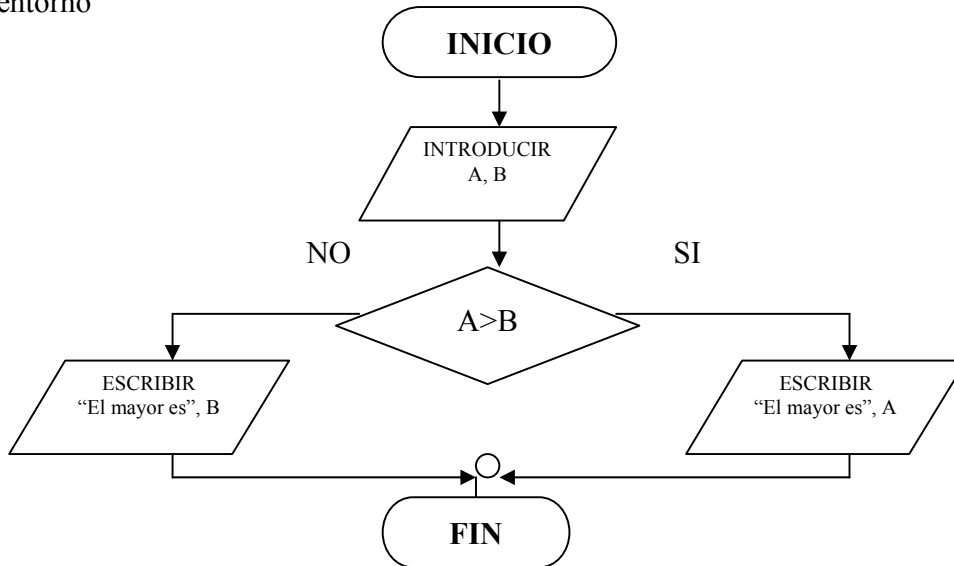 entorno
INICIO
INTRODUCIR
A, B
NO
SI
A>B
ESCRIBIR
“El mayor es”, B
ESCRIBIR
“El mayor es”, A
FIN